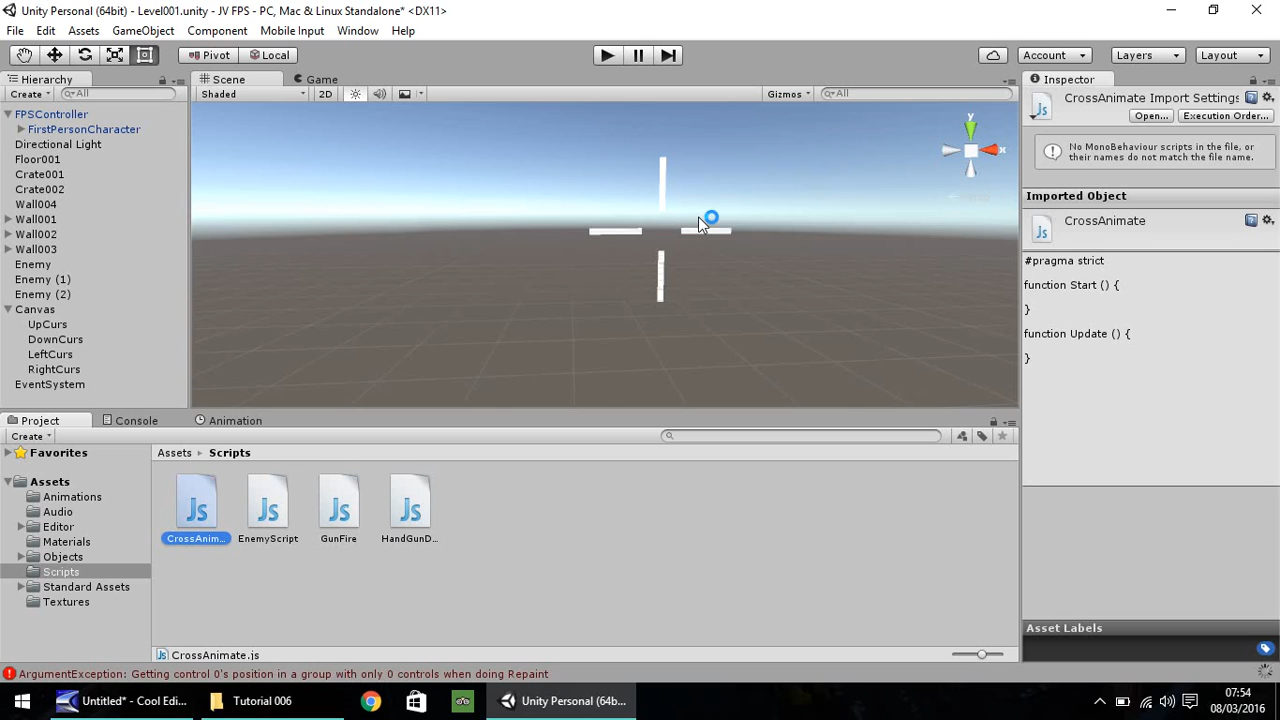 Unity Personal (64bit) - Level001.unity - JV FPS - PC, Mac & Linux Standalone* <DX11>
File Edit Assets GameObject Component Mobile Input Window Help
Pivot Local Account Layers Layout
Hierarchy Scene Game Inspector
Create All Shaded 2D Gizmos All
CrossAnimate Import Settings
Open... Execution Order...
No MonoBehaviour scripts in the file, or their names do not match the file name.
Imported Object
CrossAnimate
#pragma strict
function Start () {
}
function Update () {
}
FPSController
FirstPersonCharacter
Directional Light
Floor001
Crate001
Crate002
Wall004
Wall001
Wall002
Wall003
Enemy
Enemy (1)
Enemy (2)
Canvas
UpCurs
DownCurs
LeftCurs
RightCurs
EventSystem
y
x
Project Console Animation
Create
Favorites
Assets
Animations
Audio
Editor
Materials
Objects
Scripts
Standard Assets
Textures
Assets Scripts
Js Js Js Js
CrossAnim... EnemyScript GunFire HandGunD...
CrossAnimate.js
Asset Labels
ArgumentException: Getting control 0's position in a group with only 0 controls when doing Repaint
Untitled* - Cool Edi... Tutorial 006 Unity Personal (64b...
07:54
08/03/2016